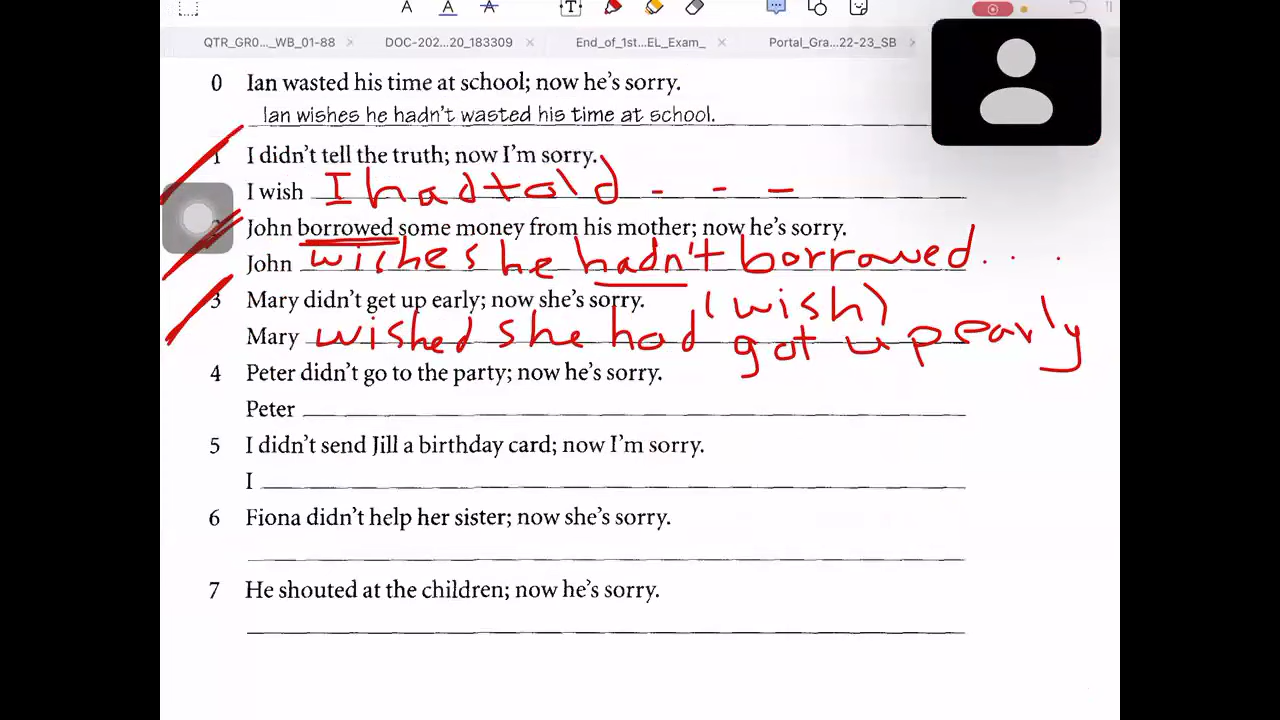 A A A T
QTR_GR0..._WB_01-88 × DOC-202...20_183309 × End_of_1st...EL_Exam_ × Portal_Gra...22-23_SB
0 Ian wasted his time at school; now he's sorry.
Ian wishes he hadn't wasted his time at school.
1 I didn't tell the truth; now I'm sorry.
I wish I had told - - -
John borrowed some money from his mother; now he's sorry.
John wishes he hadn't borrowed. . .
3 Mary didn't get up early; now she's sorry. (wish)
Mary wished she had got up early
4 Peter didn't go to the party; now he's sorry.
Peter
5 I didn't send Jill a birthday card; now I'm sorry.
I
6 Fiona didn't help her sister; now she's sorry.
7 He shouted at the children; now he's sorry.